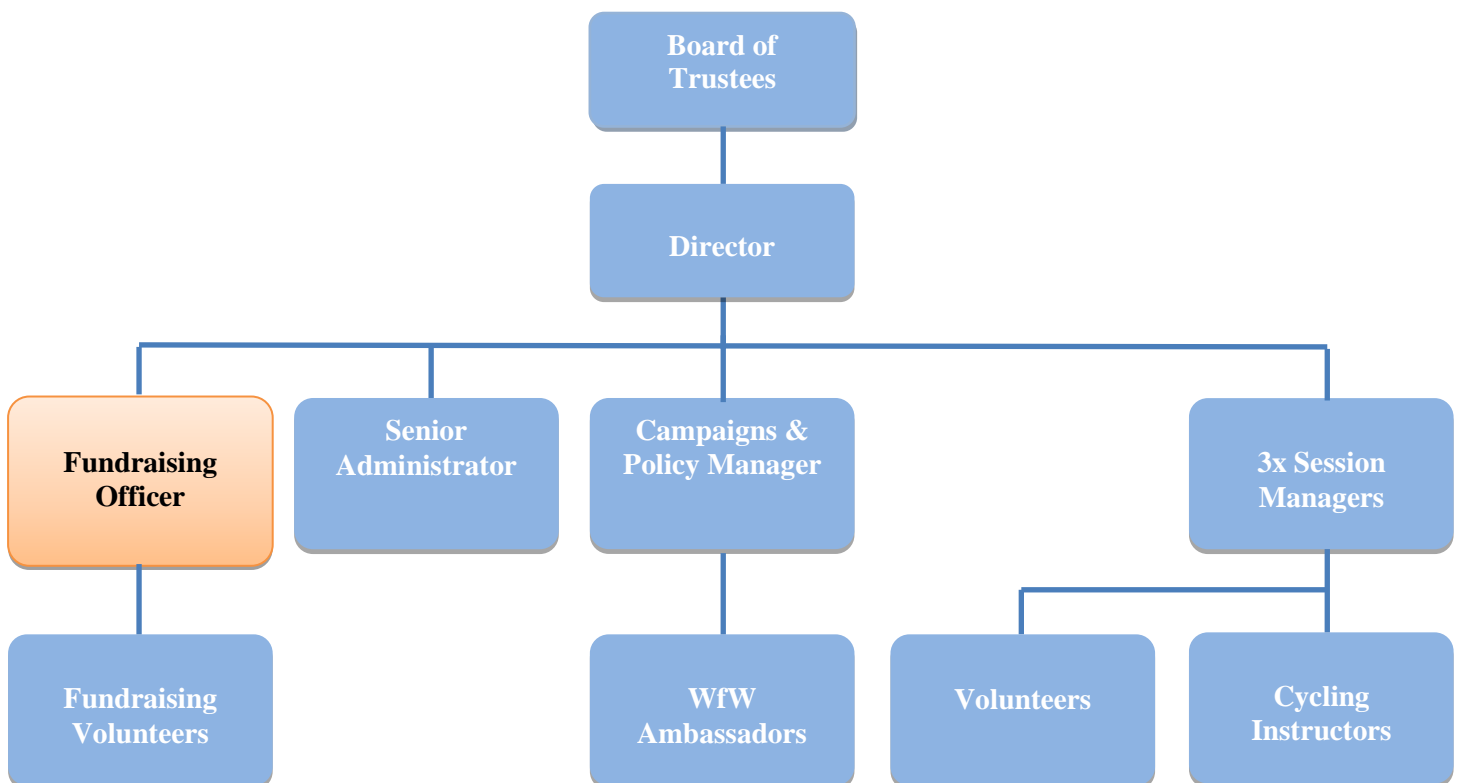 Board of
Trustees
Director
Fundraising
Officer
Senior
Administrator
Campaigns &
Policy Manager
3x Session
Managers
Fundraising
Volunteers
WfW
Ambassadors
Volunteers
Cycling
Instructors